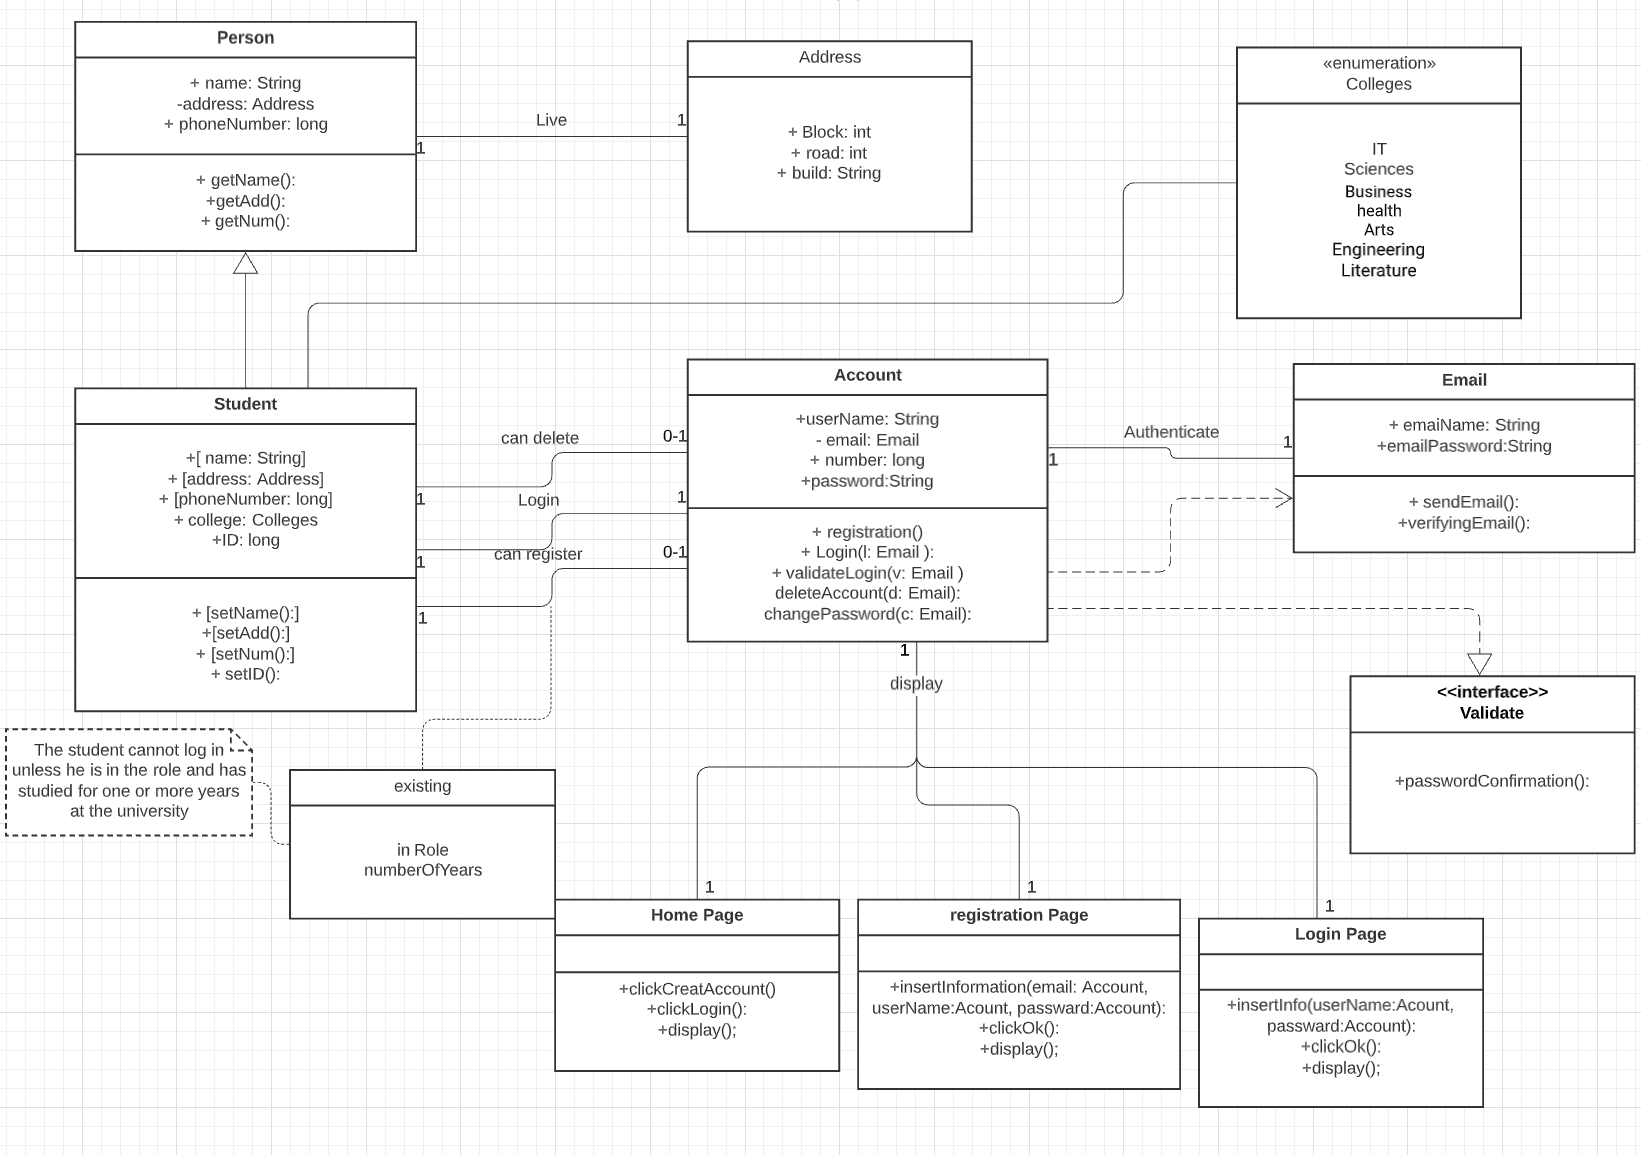 Person
+ name: String
-address: Address
+ phoneNumber: long
+ getName():
+getAdd():
+ getNum():
Live
1
1
Address
+ Block: int
+ road: int
+ build: String
«enumeration»
Colleges
IT
Sciences
Business
health
Arts
Engineering
Literature
Student
+[ name: String]
+ [address: Address]
+ [phoneNumber: long]
+ college: Colleges
+ID: long
+ [setName():]
+[setAdd():]
+ [setNum():]
+ setID():
can delete
0-1
1
Login
1
1
can register
0-1
1
Account
+userName: String
- email: Email
+ number: long
+password:String
+ registration()
+ Login(l: Email ):
+ validateLogin(v: Email )
deleteAccount(d: Email):
changePassword(c: Email):
Authenticate
1
1
Email
+ emaiName: String
+emailPassword:String
+ sendEmail():
+verifyingEmail():
<<interface>>
Validate
+passwordConfirmation():
The student cannot log in
unless he is in the role and has
studied for one or more years
at the university
existing
in Role
numberOfYears
1
display
1
1
1
Home Page
+clickCreatAccount()
+clickLogin():
+display();
registration Page
+insertInformation(email: Account,
userName:Acount, passward:Account):
+clickOk():
+display();
Login Page
+insertInfo(userName:Acount,
passward:Account):
+clickOk():
+display();